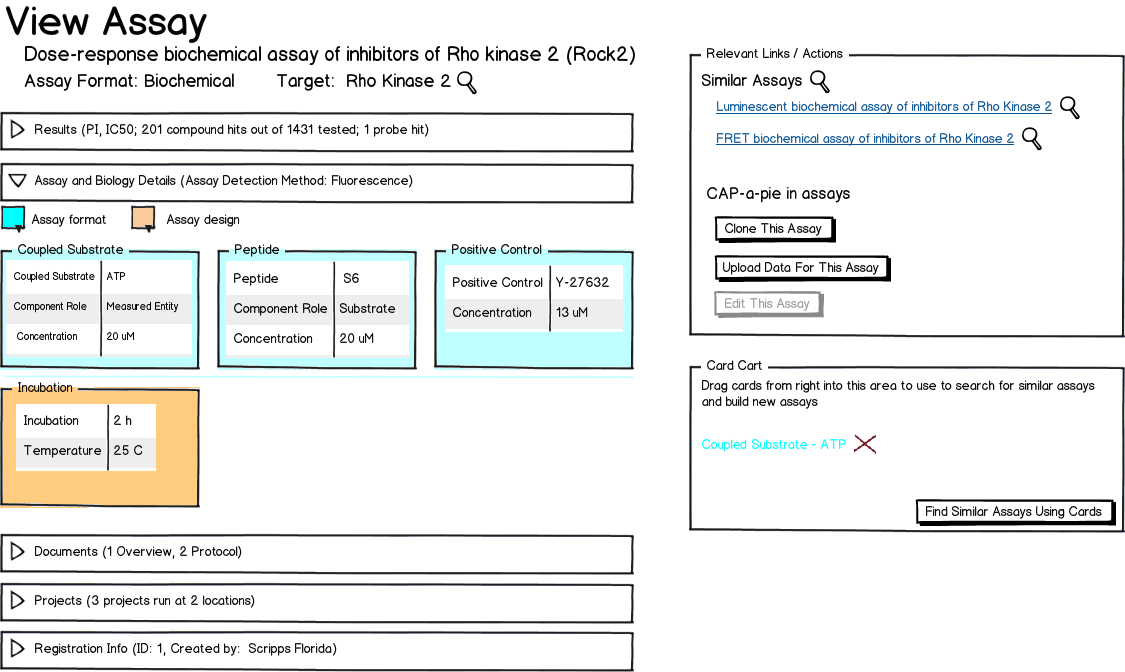 View Assay
Dose-response biochemical assay of inhibitors of Rho kinase 2 (Rock2)
Assay Format: Biochemical Target: Rho Kinase 2
Results (PI, IC50; 201 compound hits out of 1431 tested; 1 probe hit)
Assay and Biology Details (Assay Detection Method: Fluorescence)
Assay format Assay design
Coupled Substrate
Coupled Substrate ATP
Component Role Measured Entity
Concentration 20 uM
Peptide
Peptide S6
Component Role Substrate
Concentration 20 uM
Positive Control
Positive Control Y-27632
Concentration 13 uM
Incubation
Incubation 2 h
Temperature 25 C
Documents (1 Overview, 2 Protocol)
Projects (3 projects run at 2 locations)
Registration Info (ID: 1, Created by: Scripps Florida)
Relevant Links / Actions
Similar Assays
Luminescent biochemical assay of inhibitors of Rho Kinase 2
FRET biochemical assay of inhibitors of Rho Kinase 2
CAP-a-pie in assays
Clone This Assay
Upload Data For This Assay
Edit This Assay
Card Cart
Drag cards from right into this area to use to search for similar assays
and build new assays
Coupled Substrate - ATP
Find Similar Assays Using Cards